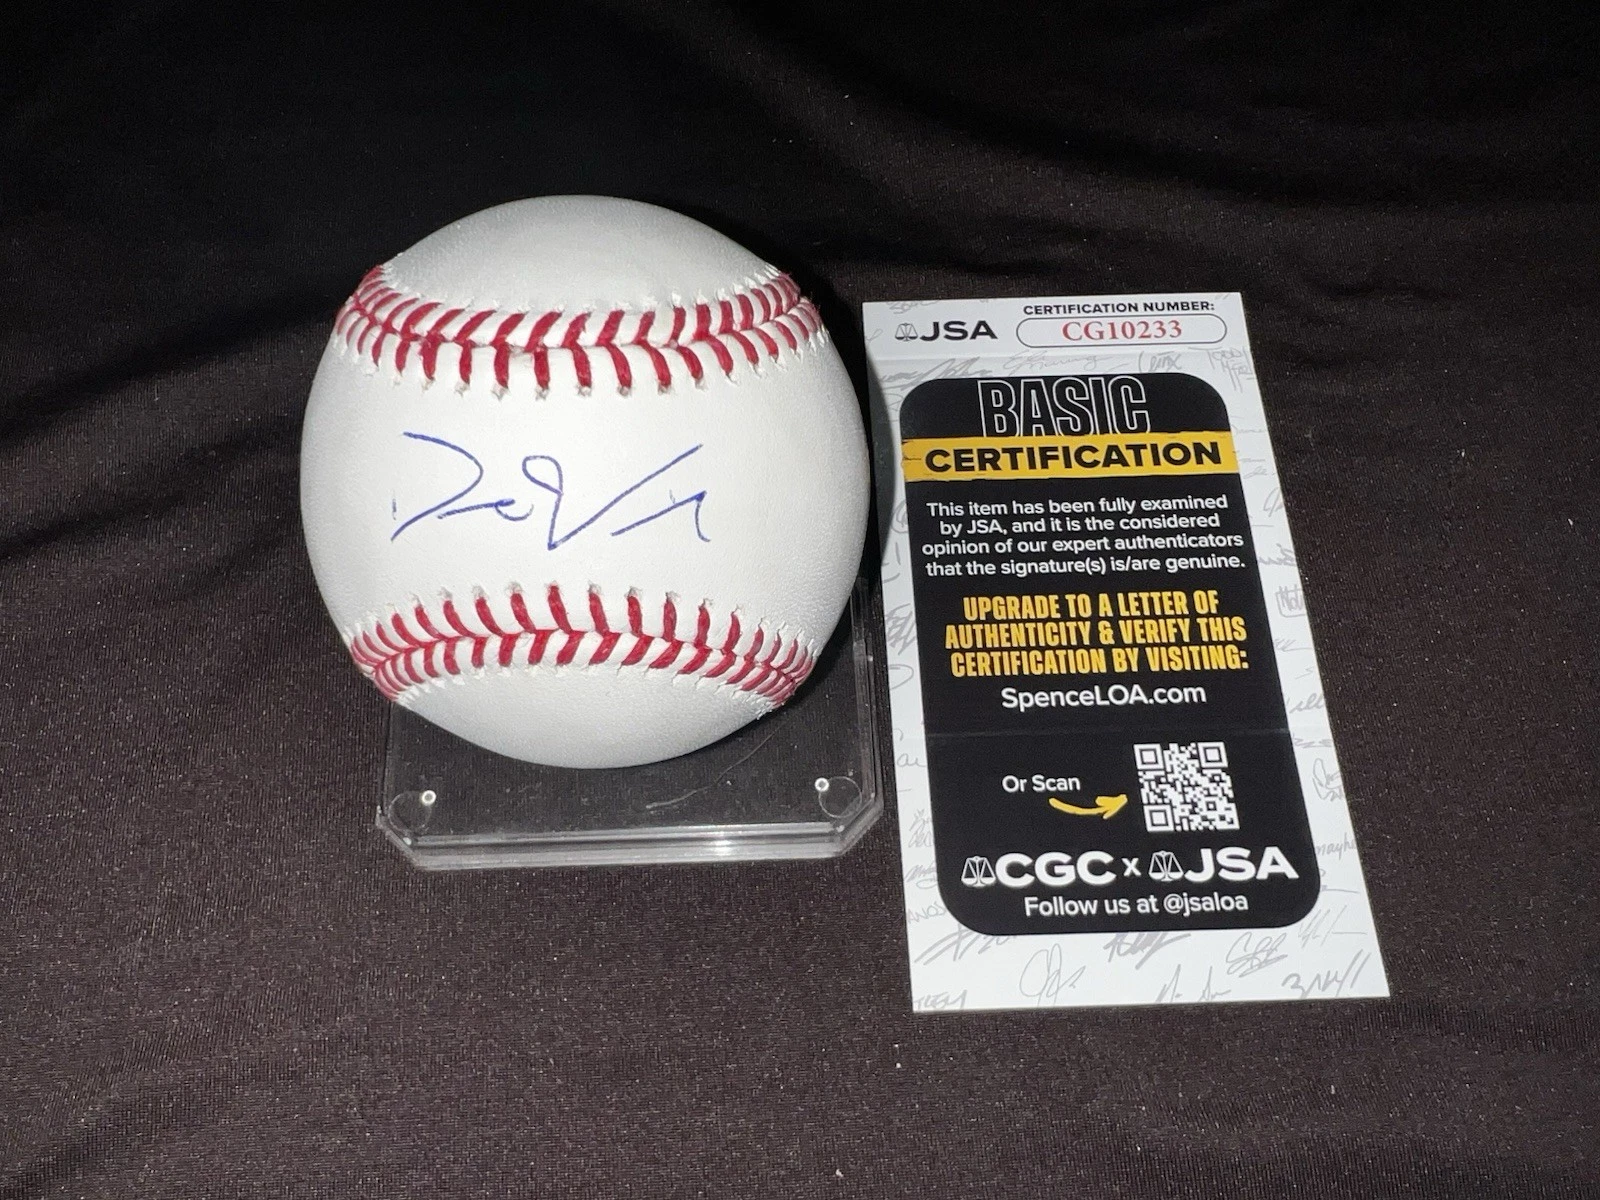 JSA
CERTIFICATION NUMBER:
CG10233
BASIC
CERTIFICATION
This item has been fully examined
by JSA, and it is the considered
opinion of our expert authenticators
that the signature(s) is/are genuine.
UPGRADE TO A LETTER OF
AUTHENTICITY & VERIFY THIS
CERTIFICATION BY VISITING:
SpenceLOA.com
Or Scan
CGC x JSA
Follow us at @jsaloa